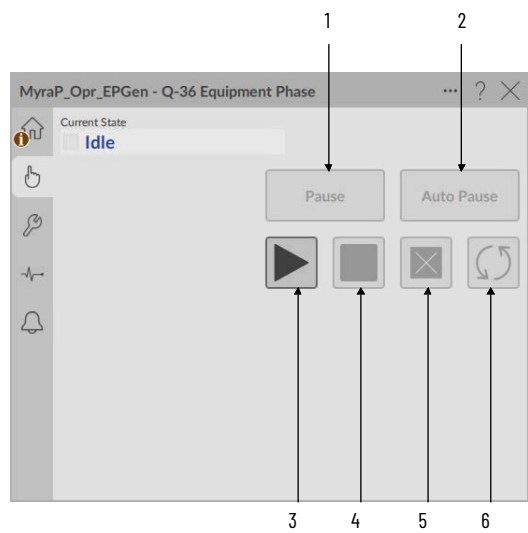 1 2
MyraP_Opr_EPGen - Q-36 Equipment Phase ... ?
Current State
Idle
Pause Auto Pause
3 4 5 6